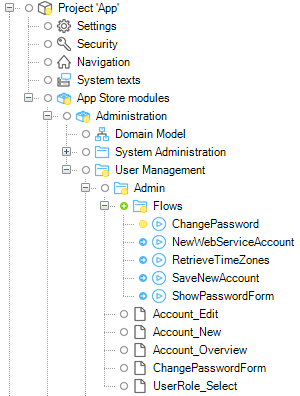 Project 'App'
Settings
Security
Navigation
System texts
App Store modules
Administration
Domain Model
System Administration
User Management
Admin
Flows
ChangePassword
NewWebServiceAccount
RetrieveTimeZones
SaveNewAccount
ShowPasswordForm
Account_Edit
Account_New
Account_Overview
ChangePasswordForm
UserRole_Select